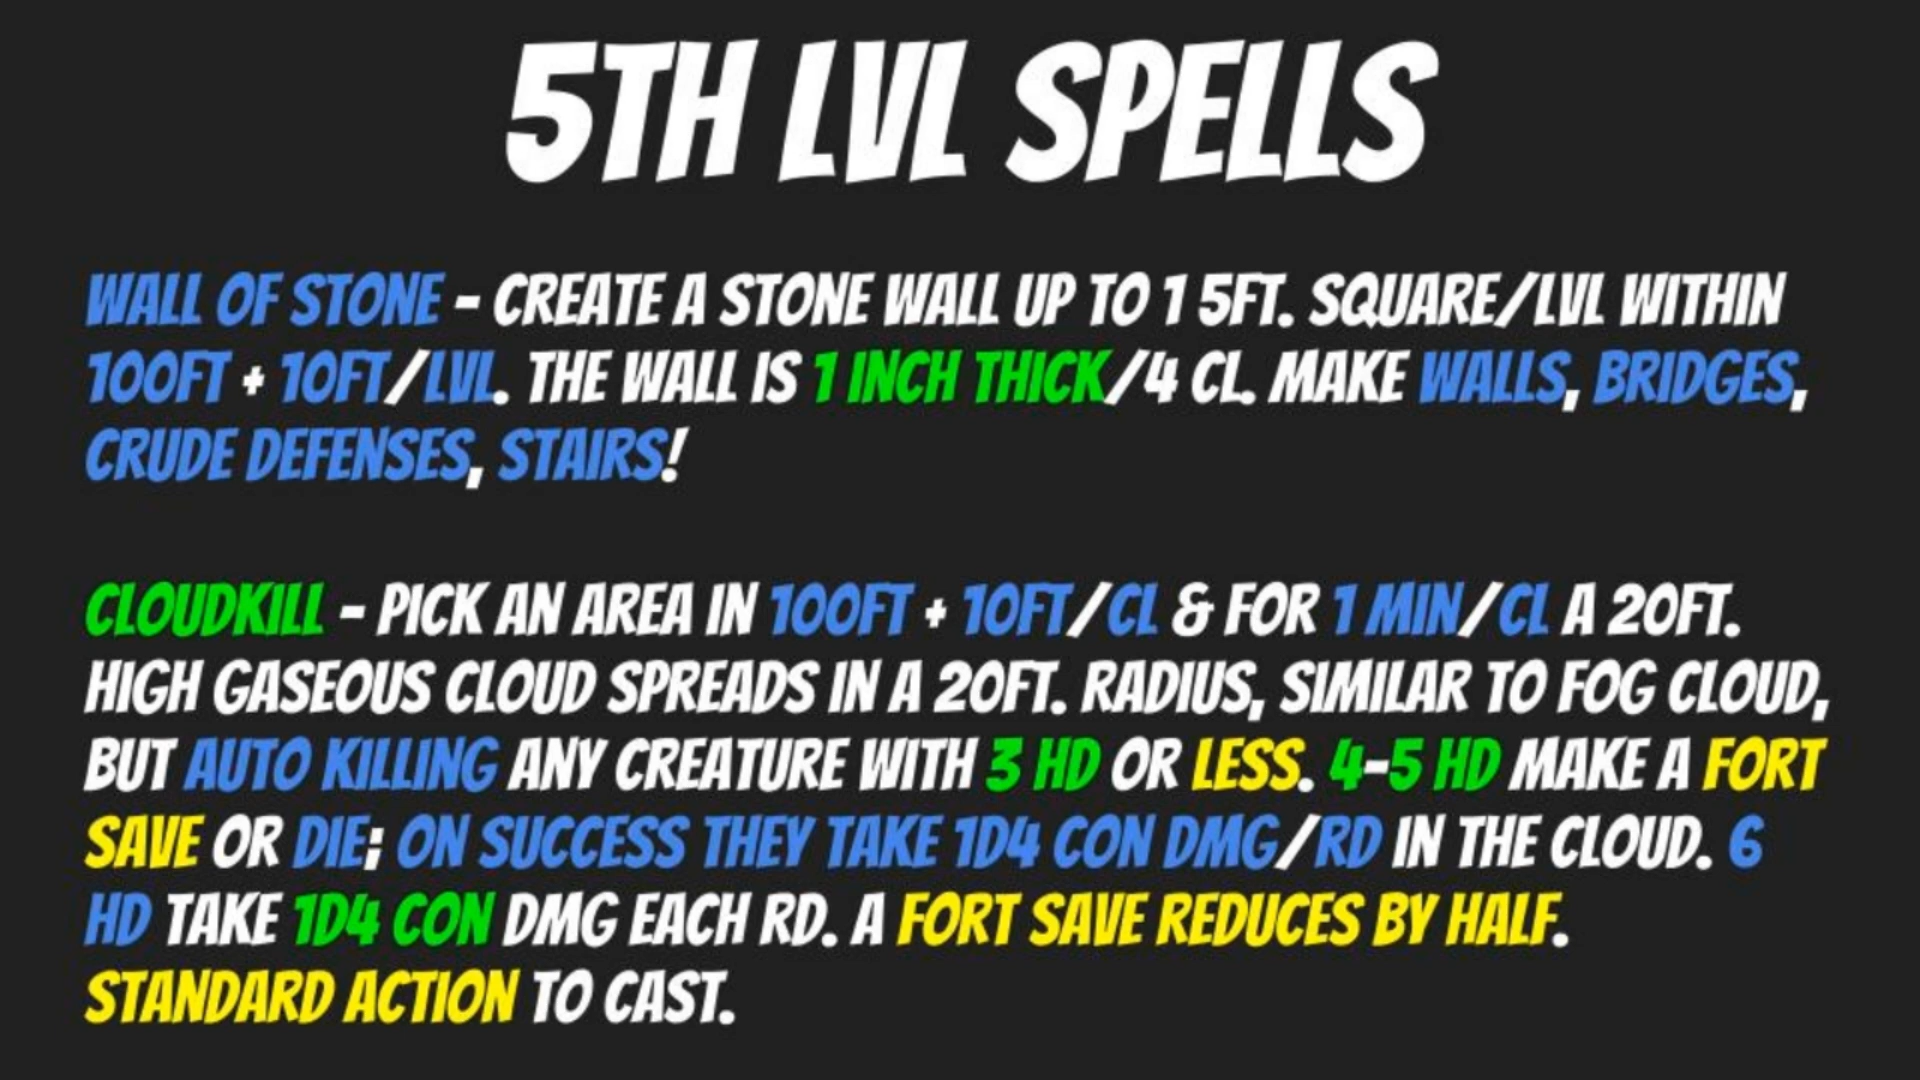 5TH LVL SPELLS
WALL OF STONE - CREATE A STONE WALL UP TO 1 5FT. SQUARE/LVL WITHIN
100FT + 10FT/LVL. THE WALL IS 1 INCH THICK/4 CL. MAKE WALLS, BRIDGES,
CRUDE DEFENSES, STAIRS!
CLOUDKILL - PICK AN AREA IN 100FT + 10FT/CL & FOR 1 MIN/CL A 20FT.
HIGH GASEOUS CLOUD SPREADS IN A 20FT. RADIUS, SIMILAR TO FOG CLOUD,
BUT AUTO KILLING ANY CREATURE WITH 3 HD OR LESS. 4-5 HD MAKE A FORT
SAVE OR DIE; ON SUCCESS THEY TAKE 1D4 CON DMG/RD IN THE CLOUD. 6
HD TAKE 1D4 CON DMG EACH RD. A FORT SAVE REDUCES BY HALF.
STANDARD ACTION TO CAST.